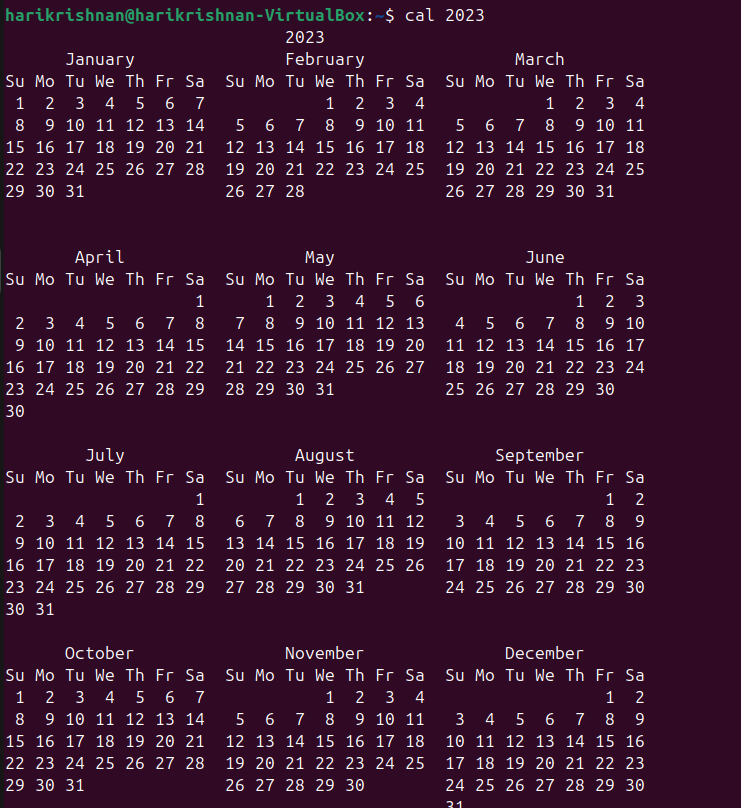 harikrishnan@harikrishnan-VirtualBox:~$ cal 2023
                            2023
      January               February               March
Su Mo Tu We Th Fr Sa  Su Mo Tu We Th Fr Sa  Su Mo Tu We Th Fr Sa
 1  2  3  4  5  6  7            1  2  3  4            1  2  3  4
 8  9 10 11 12 13 14   5  6  7  8  9 10 11   5  6  7  8  9 10 11
15 16 17 18 19 20 21  12 13 14 15 16 17 18  12 13 14 15 16 17 18
22 23 24 25 26 27 28  19 20 21 22 23 24 25  19 20 21 22 23 24 25
29 30 31              26 27 28              26 27 28 29 30 31

       April                  May                   June
Su Mo Tu We Th Fr Sa  Su Mo Tu We Th Fr Sa  Su Mo Tu We Th Fr Sa
                   1      1  2  3  4  5  6               1  2  3
 2  3  4  5  6  7  8   7  8  9 10 11 12 13   4  5  6  7  8  9 10
 9 10 11 12 13 14 15  14 15 16 17 18 19 20  11 12 13 14 15 16 17
16 17 18 19 20 21 22  21 22 23 24 25 26 27  18 19 20 21 22 23 24
23 24 25 26 27 28 29  28 29 30 31           25 26 27 28 29 30
30

        July                 August              September
Su Mo Tu We Th Fr Sa  Su Mo Tu We Th Fr Sa  Su Mo Tu We Th Fr Sa
                   1         1  2  3  4  5                  1  2
 2  3  4  5  6  7  8   6  7  8  9 10 11 12   3  4  5  6  7  8  9
 9 10 11 12 13 14 15  13 14 15 16 17 18 19  10 11 12 13 14 15 16
16 17 18 19 20 21 22  20 21 22 23 24 25 26  17 18 19 20 21 22 23
23 24 25 26 27 28 29  27 28 29 30 31        24 25 26 27 28 29 30
30 31

      October               November              December
Su Mo Tu We Th Fr Sa  Su Mo Tu We Th Fr Sa  Su Mo Tu We Th Fr Sa
 1  2  3  4  5  6  7            1  2  3  4                  1  2
 8  9 10 11 12 13 14   5  6  7  8  9 10 11   3  4  5  6  7  8  9
15 16 17 18 19 20 21  12 13 14 15 16 17 18  10 11 12 13 14 15 16
22 23 24 25 26 27 28  19 20 21 22 23 24 25  17 18 19 20 21 22 23
29 30 31              26 27 28 29 30        24 25 26 27 28 29 30
                                            31